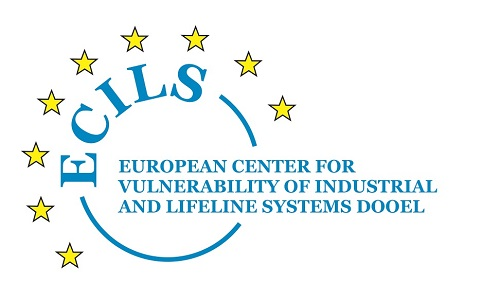 ECILS
EUROPEAN CENTER FOR
VULNERABILITY OF INDUSTRIAL
AND LIFELINE SYSTEMS DOOEL